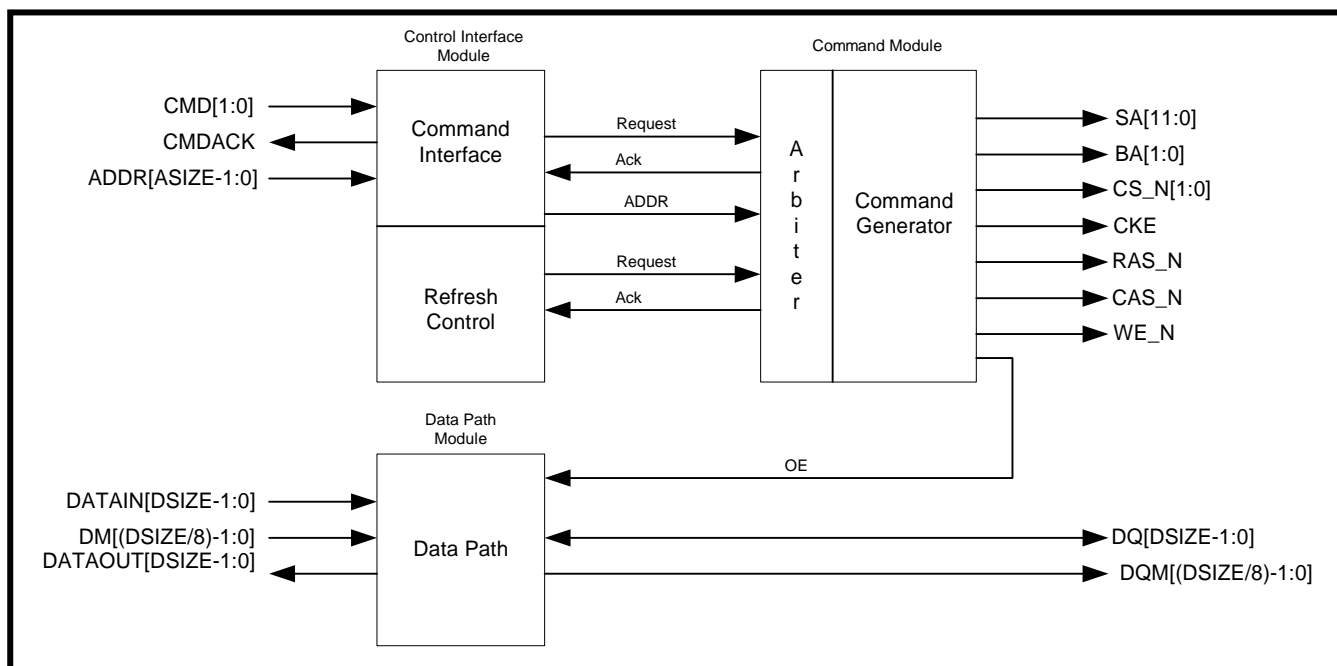 Control Interface
Module
Command Module
CMD[1:0]
CMDACK
ADDR[ASIZE-1:0]
Command
Interface
Refresh
Control
Request
Ack
ADDR
Request
Ack
Arbiter
Command
Generator
SA[11:0]
BA[1:0]
CS_N[1:0]
CKE
RAS_N
CAS_N
WE_N
Data Path
Module
OE
DATAIN[DSIZE-1:0]
DM[(DSIZE/8)-1:0]
DATAOUT[DSIZE-1:0]
Data Path
DQ[DSIZE-1:0]
DQM[(DSIZE/8)-1:0]